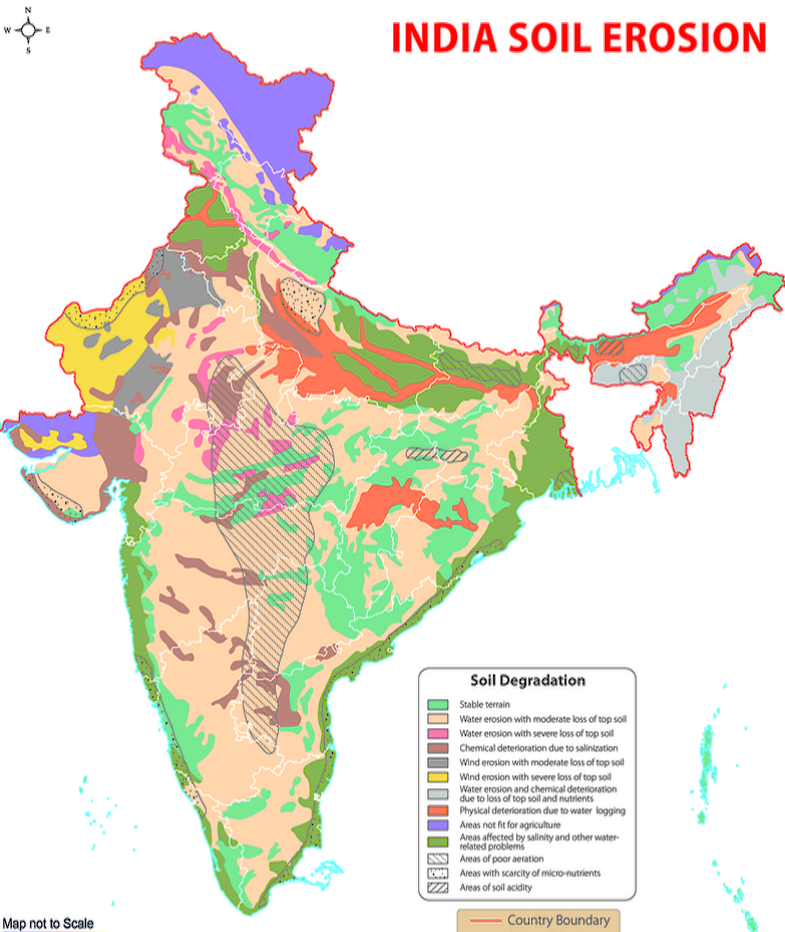 N
W E
S
INDIA SOIL EROSION
Soil Degradation
Stable terrain
Water erosion with moderate loss of top soil
Water erosion with severe loss of top soil
Chemical deterioration due to salinization
Wind erosion with moderate loss of top soil
Wind erosion with severe loss of top soil
Water erosion and chemical deterioration
due to loss of top soil and nutrients
Physical deterioration due to water logging
Areas not fit for agriculture
Areas affected by salinity and other water-
related problems
Areas of poor aeration
Areas with scarcity of micro-nutrients
Areas of soil acidity
Country Boundary
Map not to Scale